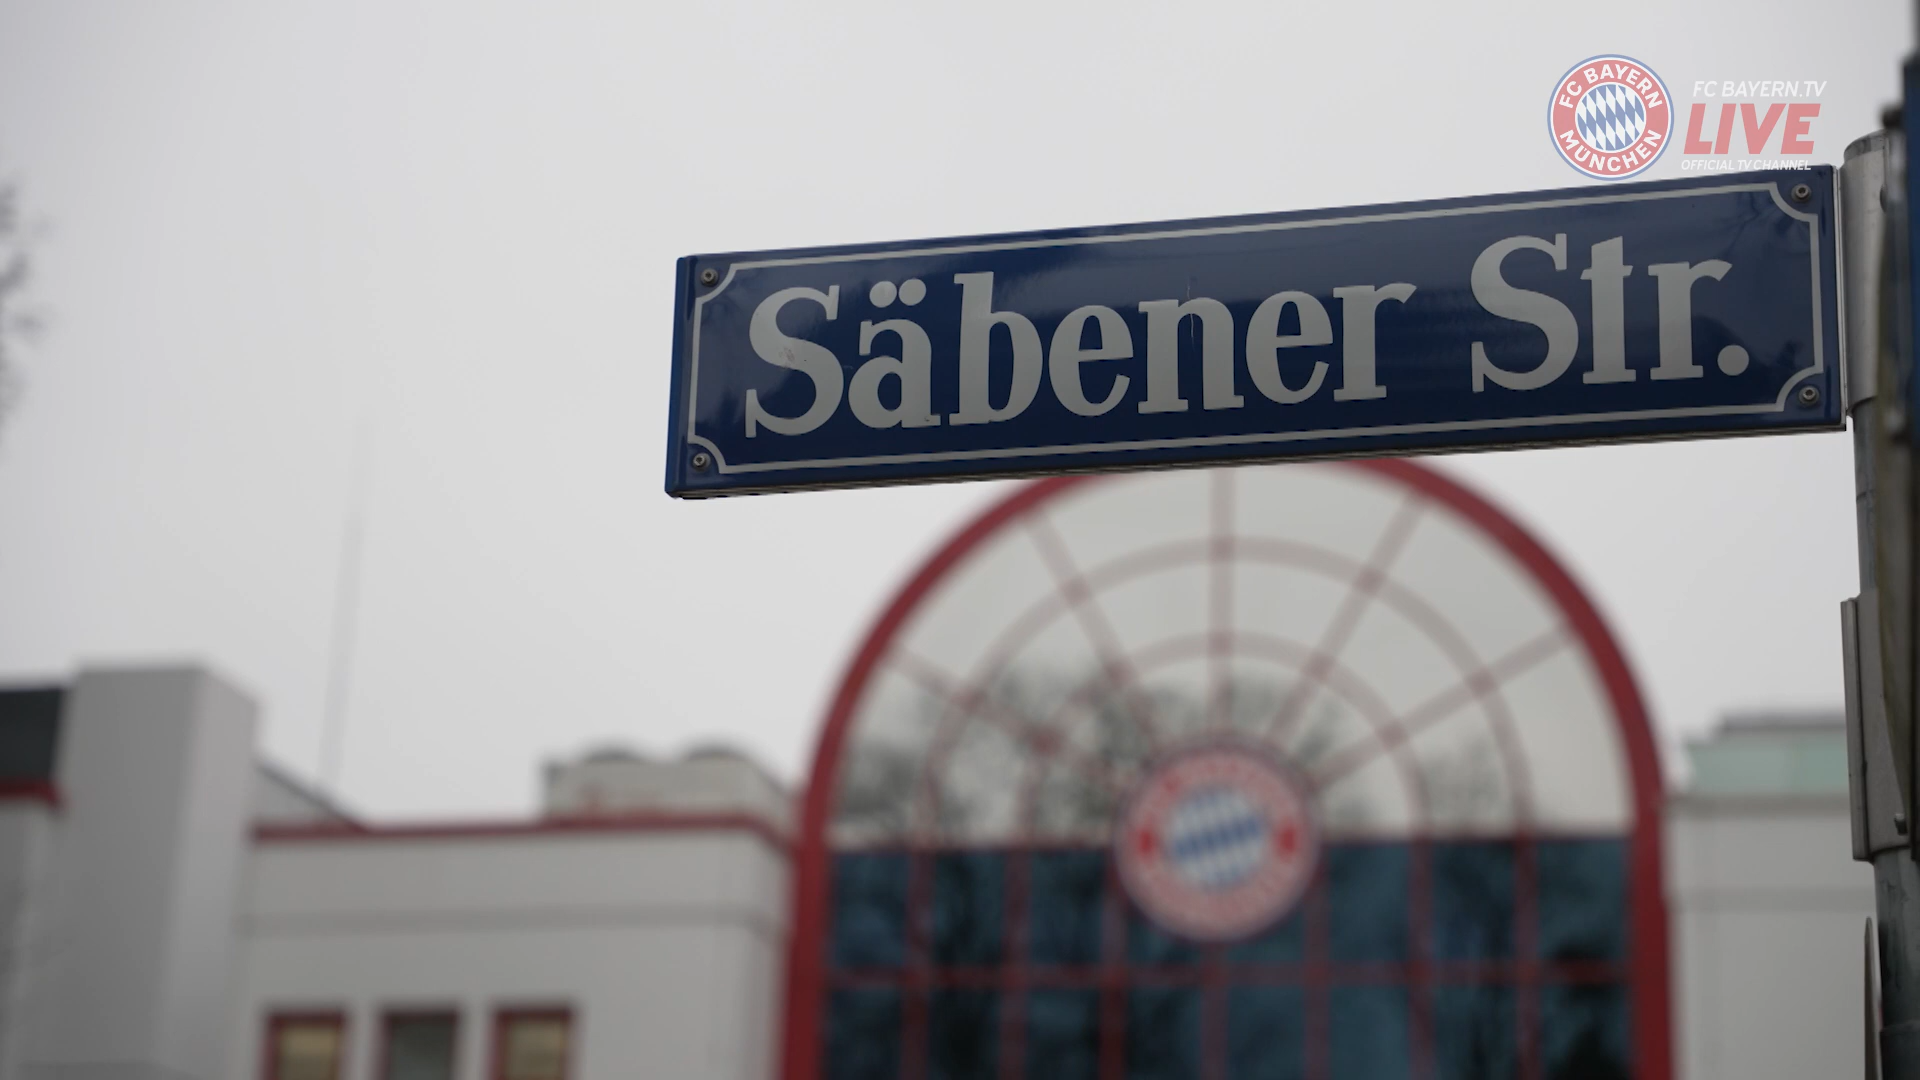 FC BAYERN
MÜNCHEN
FC BAYERN.TV
LIVE
OFFICIAL TV CHANNEL
Säbener Str.